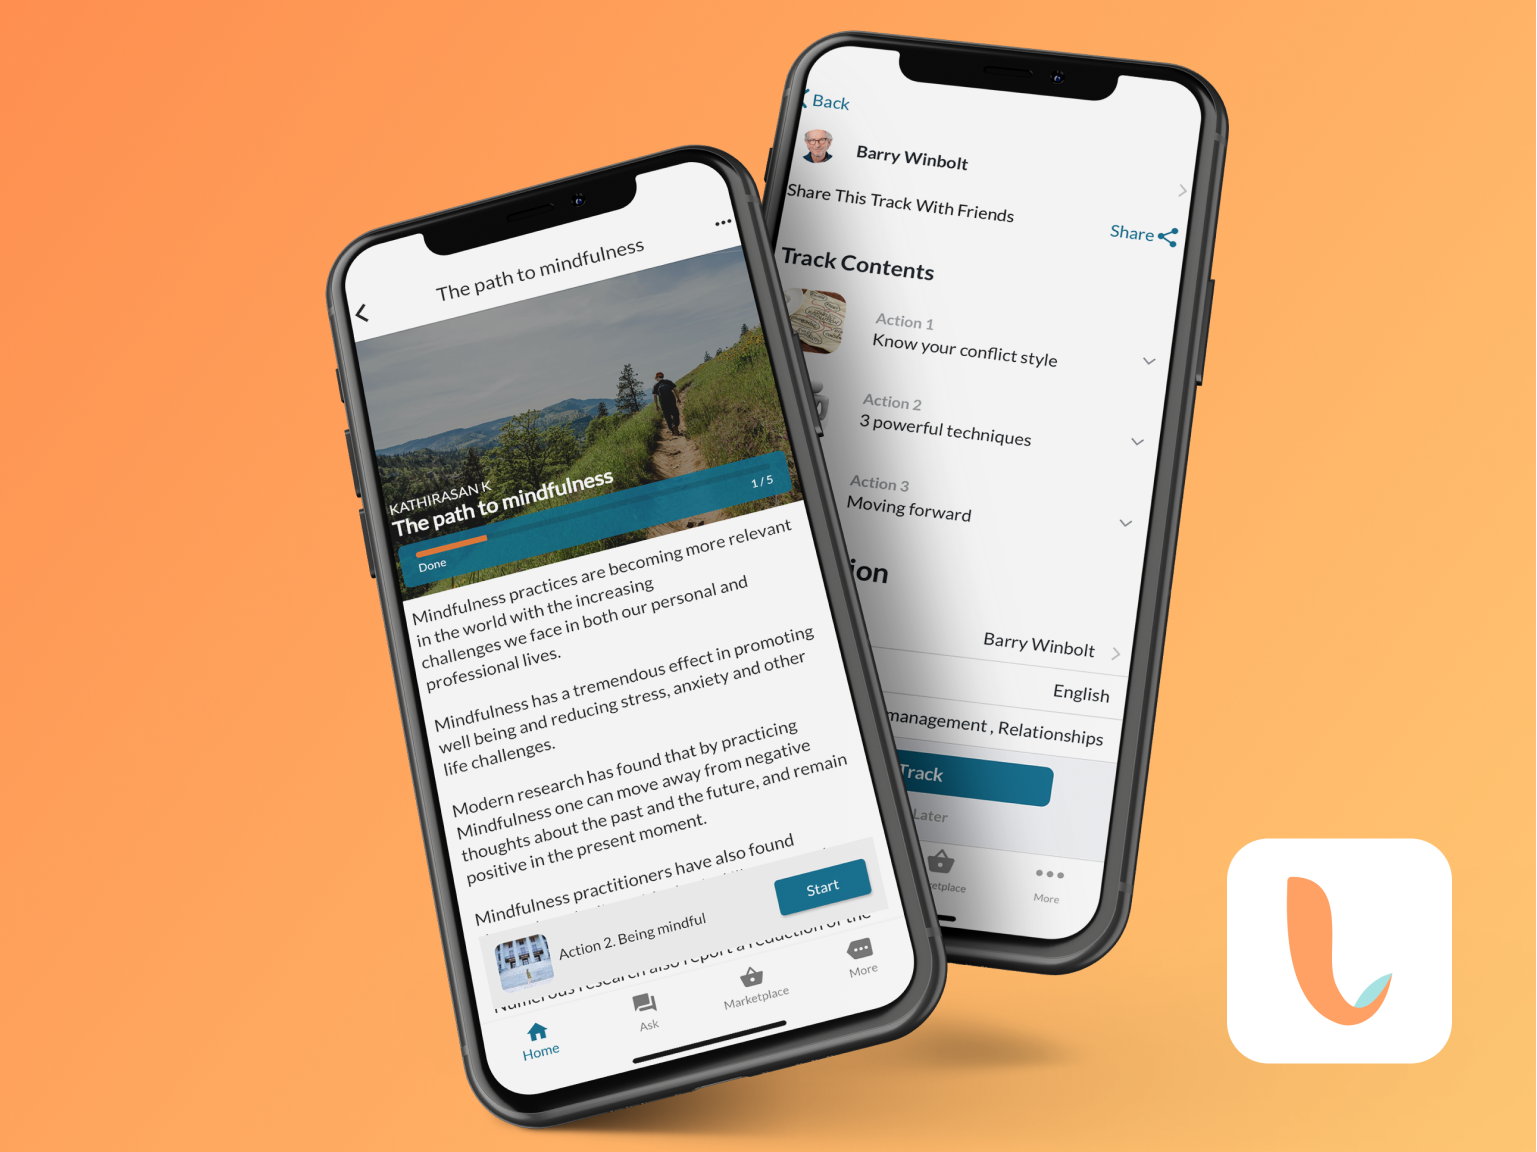 The path to mindfulness
KATHIRASAN K
The path to mindfulness
1 / 5
Done
Mindfulness practices are becoming more relevant
in the world with the increasing
challenges we face in both our personal and
professional lives.
Mindfulness has a tremendous effect in promoting
well being and reducing stress, anxiety and other
life challenges.
Modern research has found that by practicing
Mindfulness one can move away from negative
thoughts about the past and the future, and remain
positive in the present moment.
Mindfulness practitioners have also found
Action 2. Being mindful
Start
Numerous research also report a reduction of the
Home
Ask
Marketplace
More
Back
Barry Winbolt
Share This Track With Friends
Share
Track Contents
Action 1
Know your conflict style
Action 2
3 powerful techniques
Action 3
Moving forward
ion
Barry Winbolt
English
management , Relationships
Track
Later
etplace
More